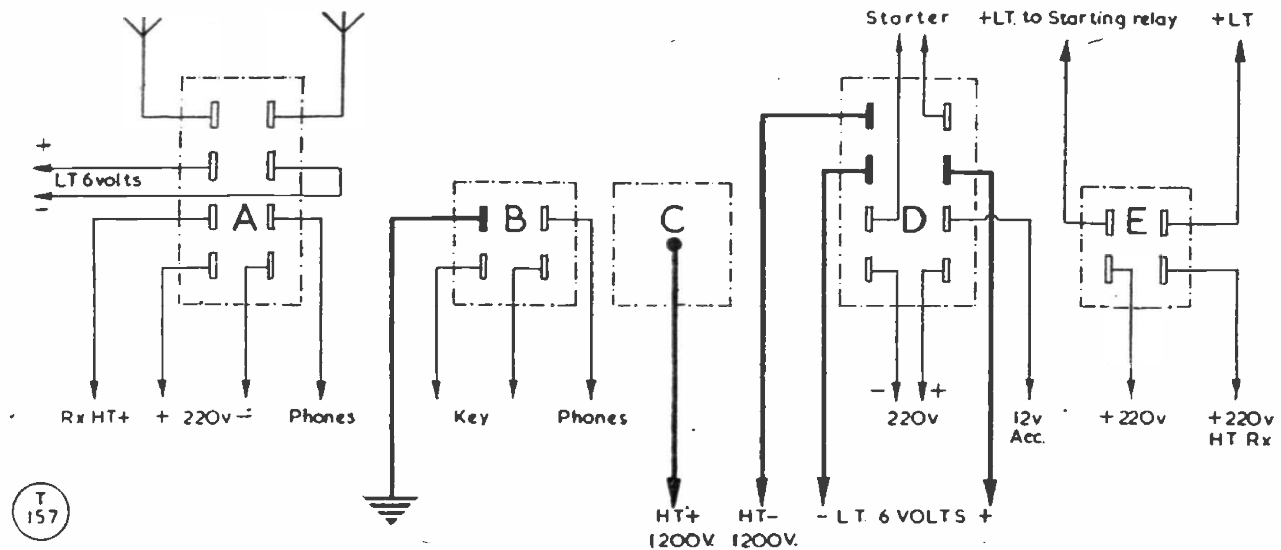 Starter
+LT. to Starting relay
+LT
+
LT 6 volts
-
A
B
C
D
E
Rx HT+
+ 220v -
Phones
Key
Phones
- +
220v
12v
Acc.
+220v
+220v
HT Rx
T
157
HT+
1200V.
HT-
1200V.
- LT. 6 VOLTS +